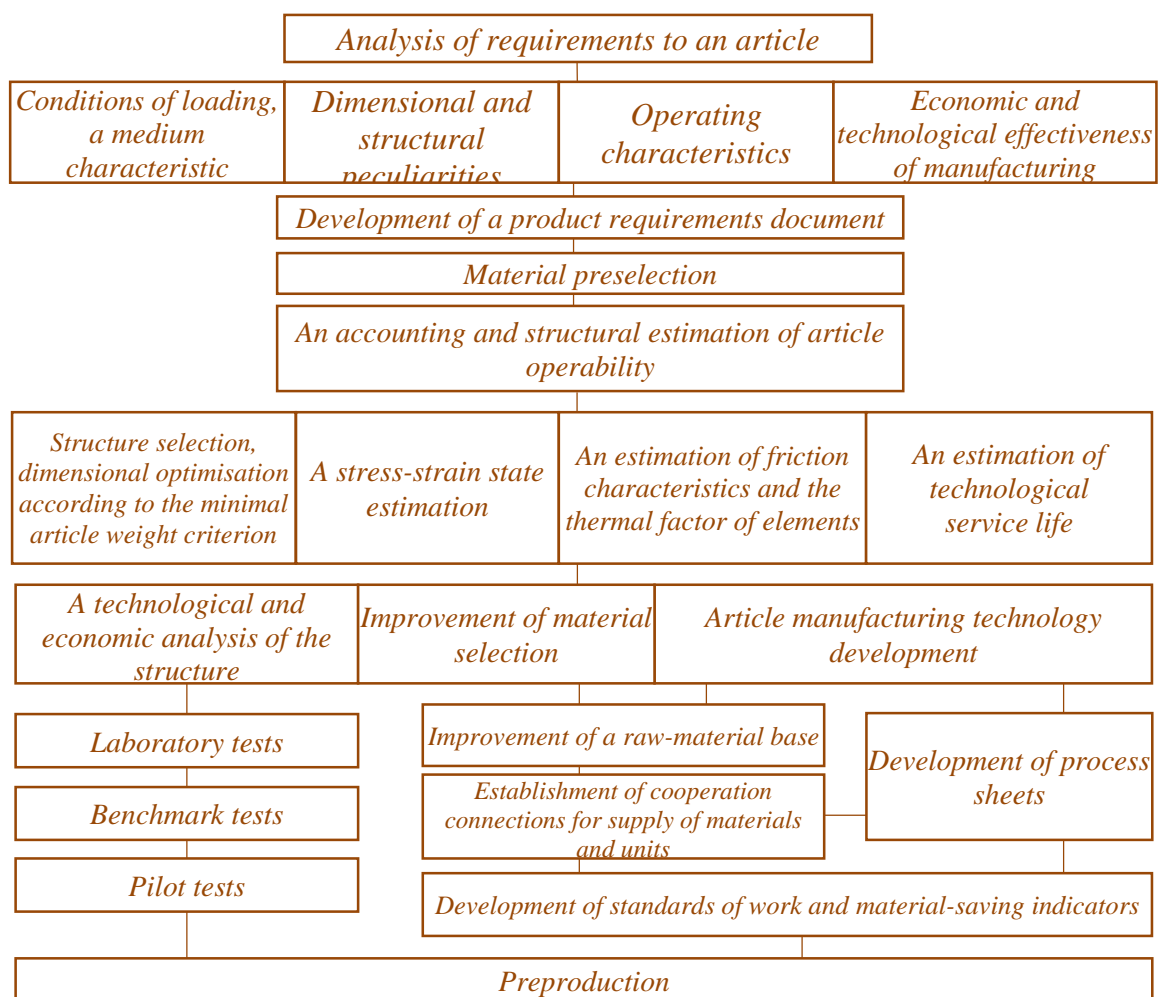 Analysis of requirements to an article
Conditions of loading,
a medium
characteristic
Dimensional and
structural
peculiarities
Operating
characteristics
Economic and
technological effectiveness
of manufacturing
Development of a product requirements document
Material preselection
An accounting and structural estimation of article
operability
Structure selection,
dimensional optimisation
according to the minimal
article weight criterion
A stress-strain state
estimation
An estimation of friction
characteristics and the
thermal factor of elements
An estimation of
technological
service life
A technological and
economic analysis of the
structure
Improvement of material
selection
Article manufacturing technology
development
Laboratory tests
Benchmark tests
Pilot tests
Improvement of a raw-material base
Establishment of cooperation
connections for supply of materials
and units
Development of process
sheets
Development of standards of work and material-saving indicators
Preproduction